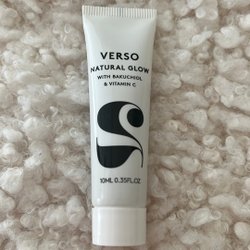 VERSO
NATURAL GLOW
WITH BAKUCHIOL
& VITAMIN C
10ML 0.35FL.OZ.